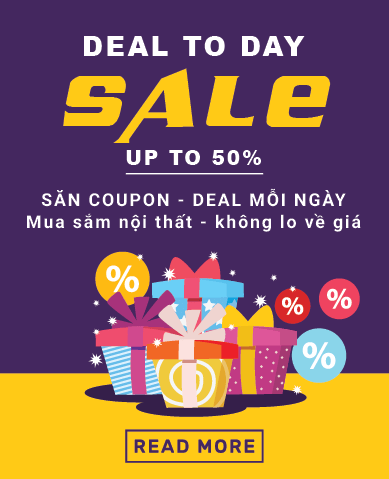 DEAL TO DAY
SALE
UP TO 50%
SĂN COUPON - DEAL MỖI NGÀY
Mua sắm nội thất - không lo về giá
%
%
%
%
READ MORE